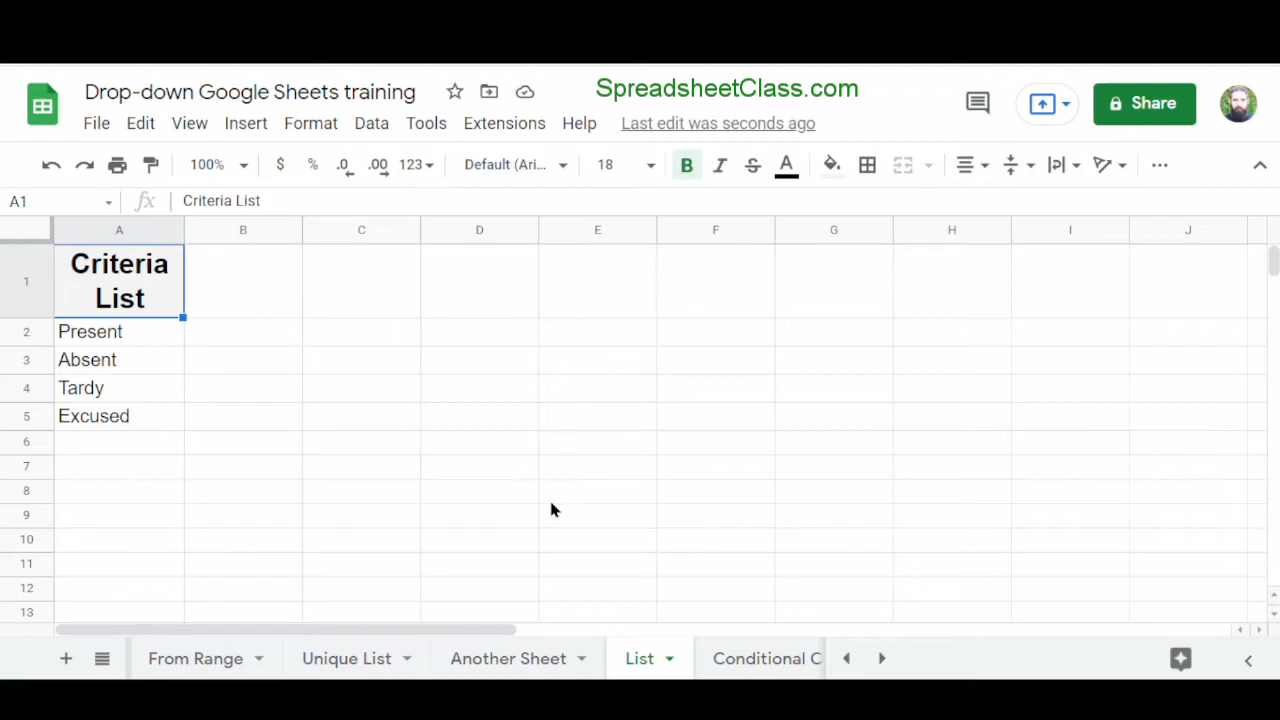 Drop-down Google Sheets training
SpreadsheetClass.com
Share
File Edit View Insert Format Data Tools Extensions Help Last edit was seconds ago
100% $ % .0 .00 123 Default (Ari... 18 B I S A
A1 fx Criteria List
A B C D E F G H I J
1 Criteria
List
2 Present
3 Absent
4 Tardy
5 Excused
6
7
8
9
10
11
12
13
+ From Range Unique List Another Sheet List Conditional C